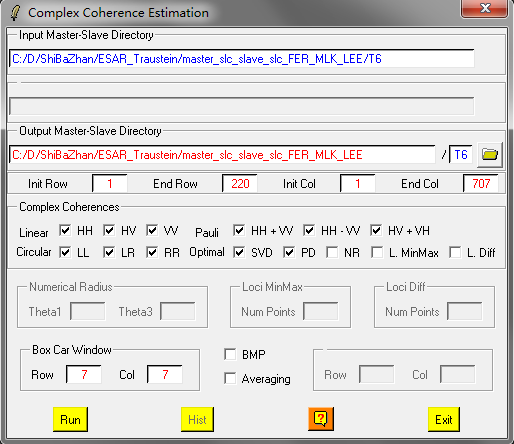 Complex Coherence Estimation
Input Master-Slave Directory
C:/D/ShiBaZhan/ESAR_Traustein/master_slc_slave_slc_FER_MLK_LEE/T6
Output Master-Slave Directory
C:/D/ShiBaZhan/ESAR_Traustein/master_slc_slave_slc_FER_MLK_LEE / T6
Init Row 1 End Row 220 Init Col 1 End Col 707
Complex Coherences
Linear HH HV VV Pauli HH + VV HH - VV HV + VH
Circular LL LR RR Optimal SVD PD NR L. MinMax L. Diff
Numerical Radius Loci MinMax Loci Diff
Theta1 Theta3 Num Points Num Points
Box Car Window BMP
Row 7 Col 7 Averaging Row Col
Run Hist ? Exit